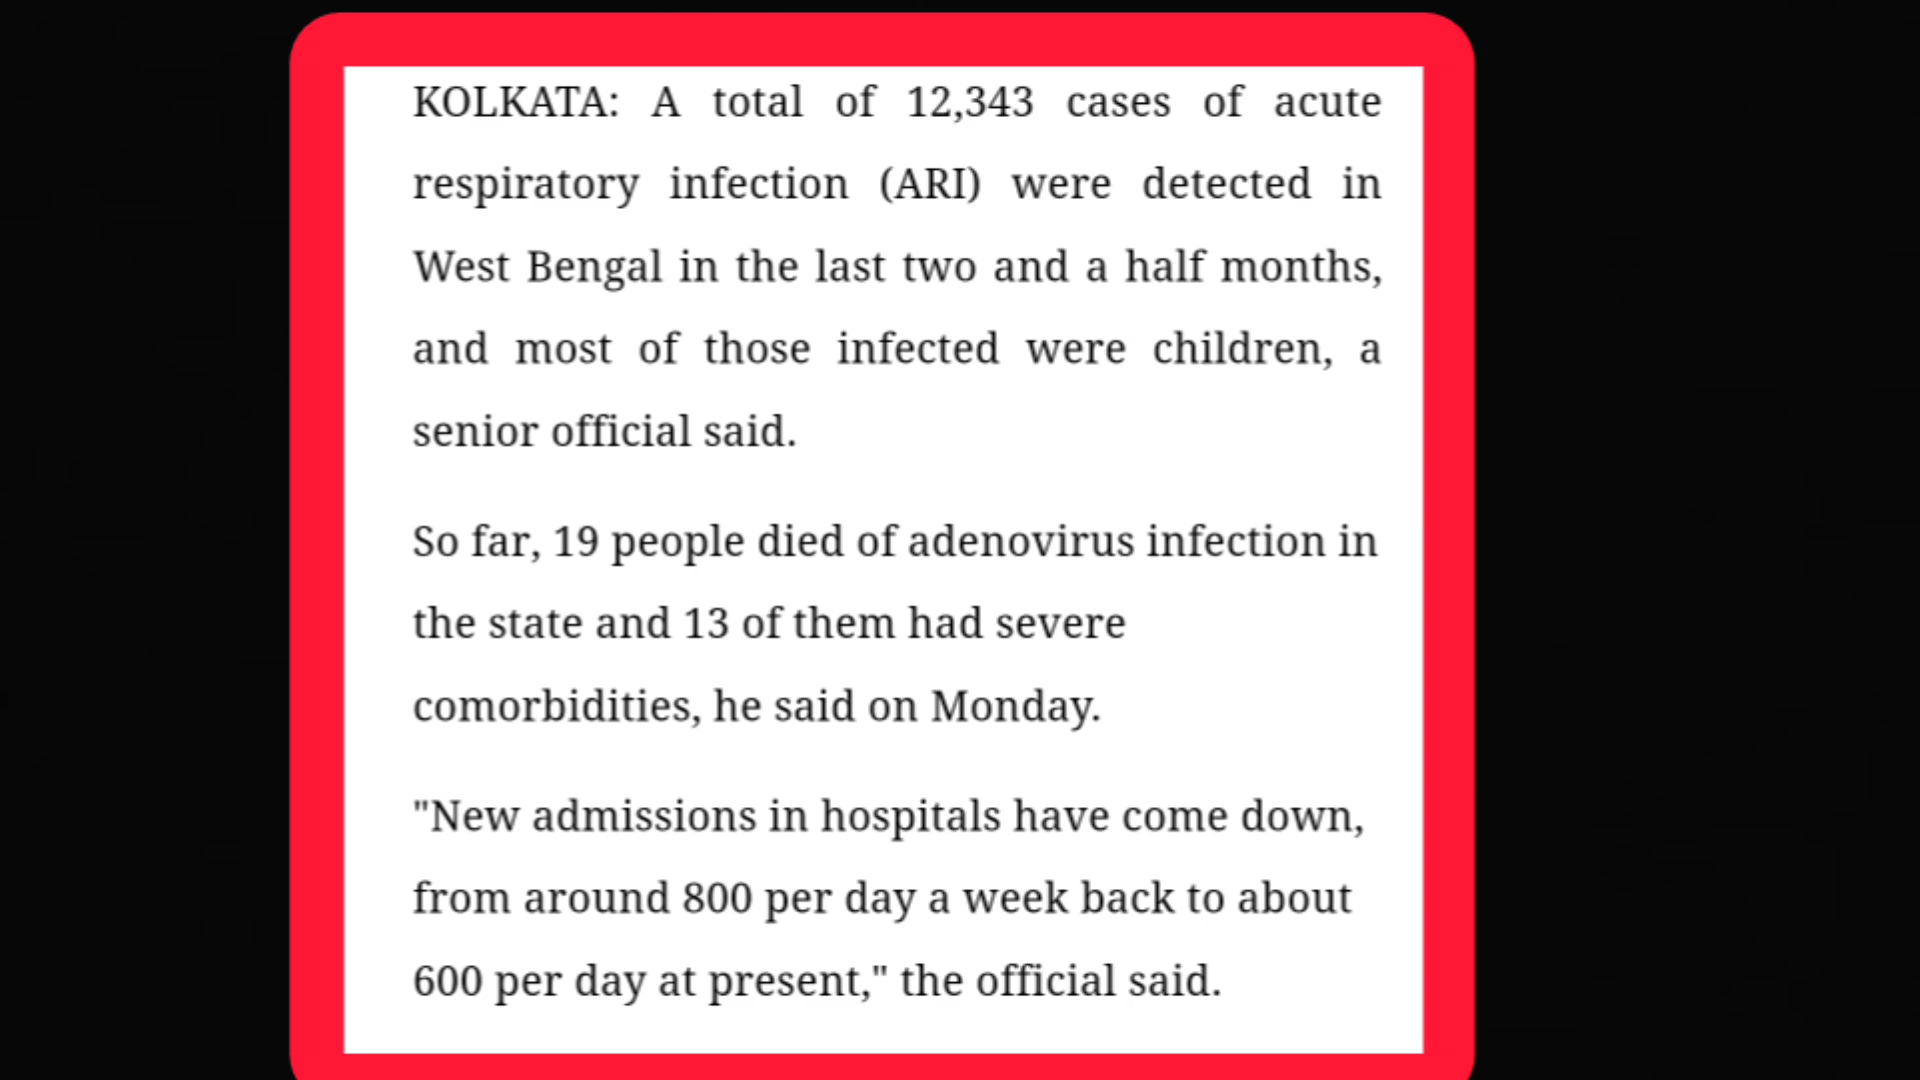 KOLKATA: A total of 12,343 cases of acute
respiratory infection (ARI) were detected in
West Bengal in the last two and a half months,
and most of those infected were children, a
senior official said.
So far, 19 people died of adenovirus infection in
the state and 13 of them had severe
comorbidities, he said on Monday.
"New admissions in hospitals have come down,
from around 800 per day a week back to about
600 per day at present," the official said.